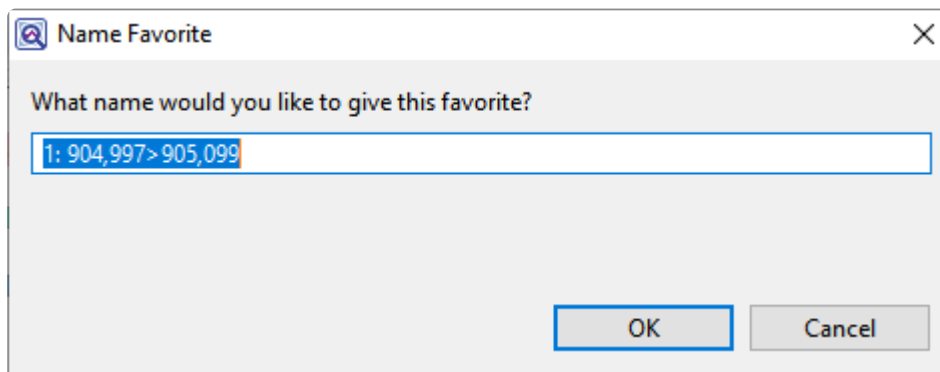 Name Favorite
What name would you like to give this favorite?
1: 904,997>905,099
OK
Cancel